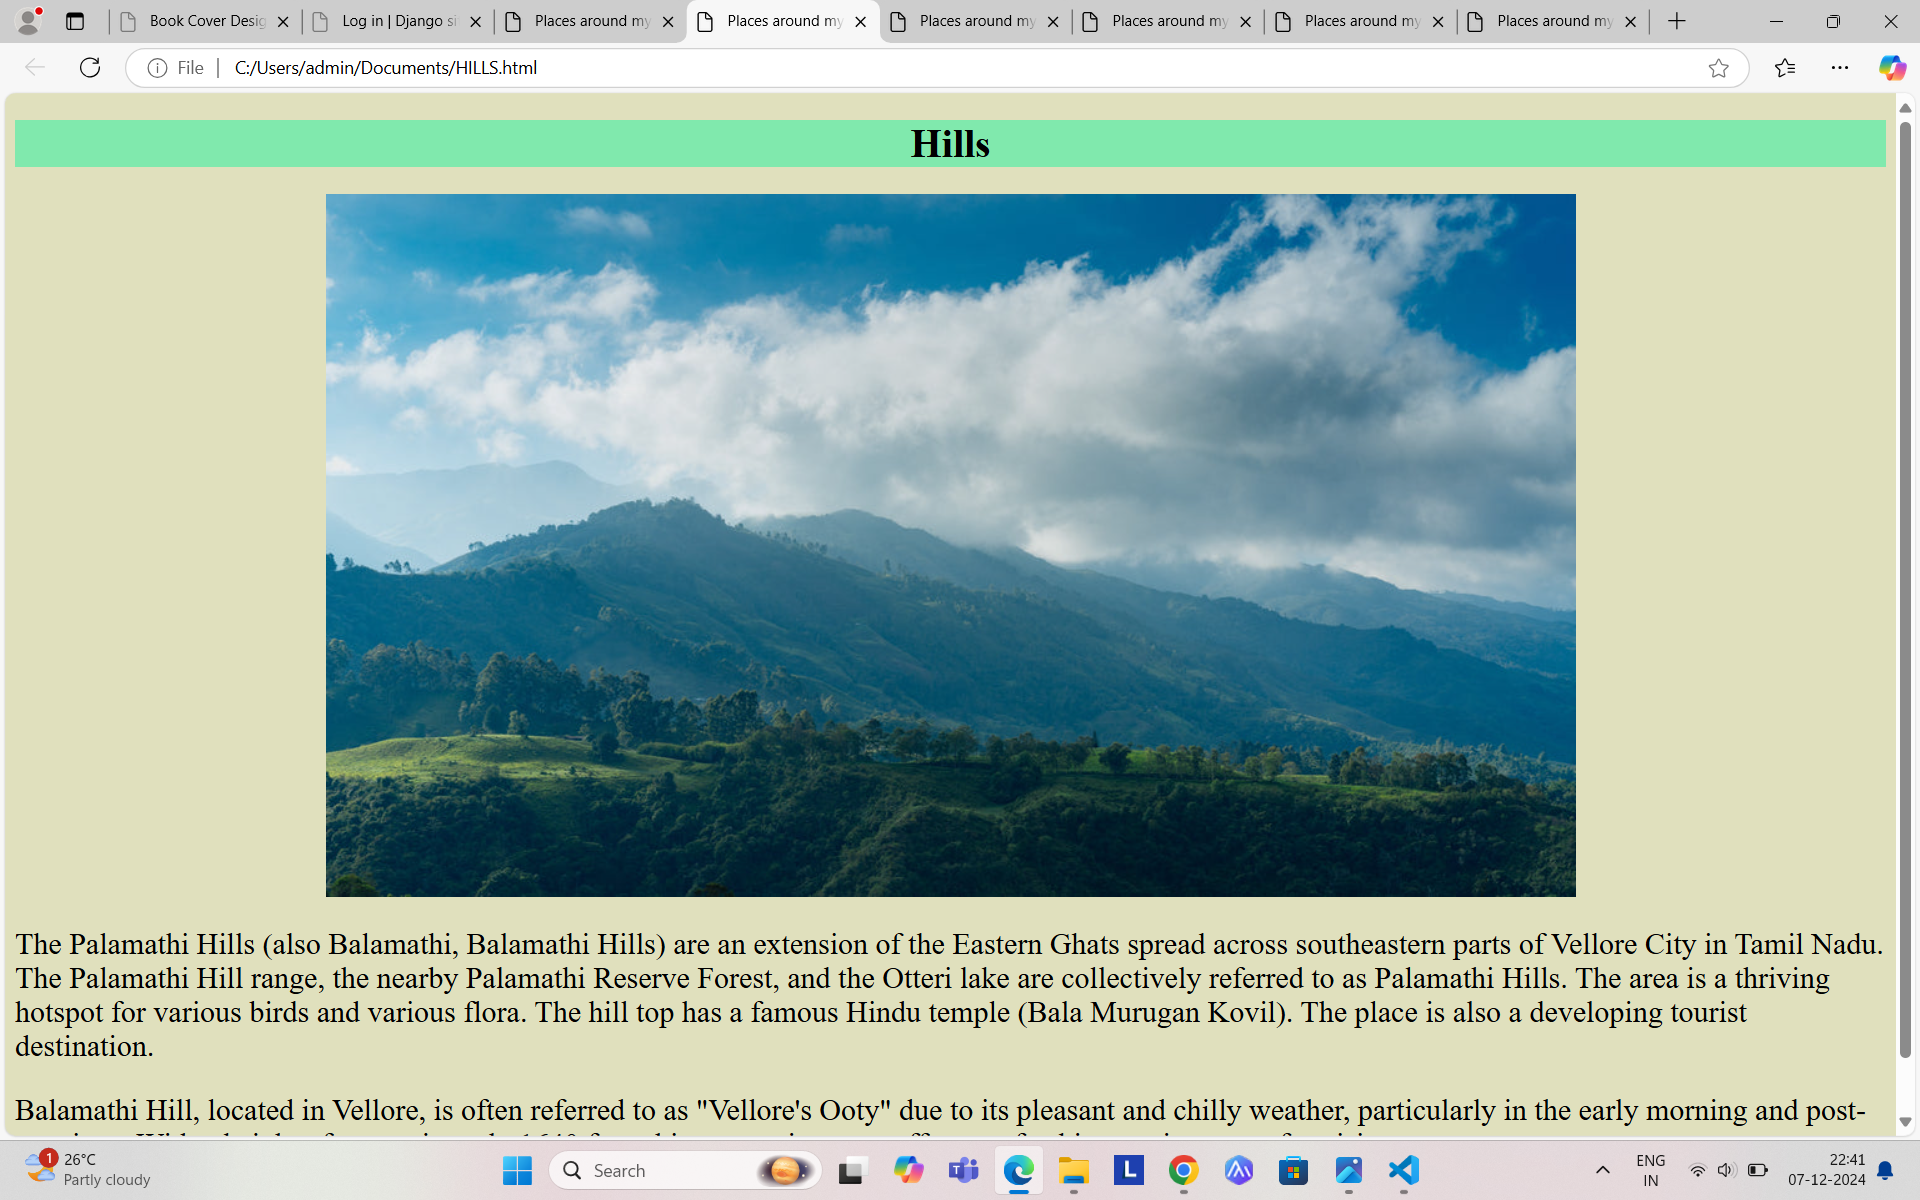 Book Cover Desig
Log in | Django si
Places around my
Places around my
Places around my
Places around my
Places around my
Places around my
File
C:/Users/admin/Documents/HILLS.html
Hills
The Palamathi Hills (also Balamathi, Balamathi Hills) are an extension of the Eastern Ghats spread across southeastern parts of Vellore City in Tamil Nadu.
The Palamathi Hill range, the nearby Palamathi Reserve Forest, and the Otteri lake are collectively referred to as Palamathi Hills. The area is a thriving
hotspot for various birds and various flora. The hill top has a famous Hindu temple (Bala Murugan Kovil). The place is also a developing tourist
destination.
Balamathi Hill, located in Vellore, is often referred to as "Vellore's Ooty" due to its pleasant and chilly weather, particularly in the early morning and post-
1
26°C
Partly cloudy
Search
L
ENG
IN
22:41
07-12-2024